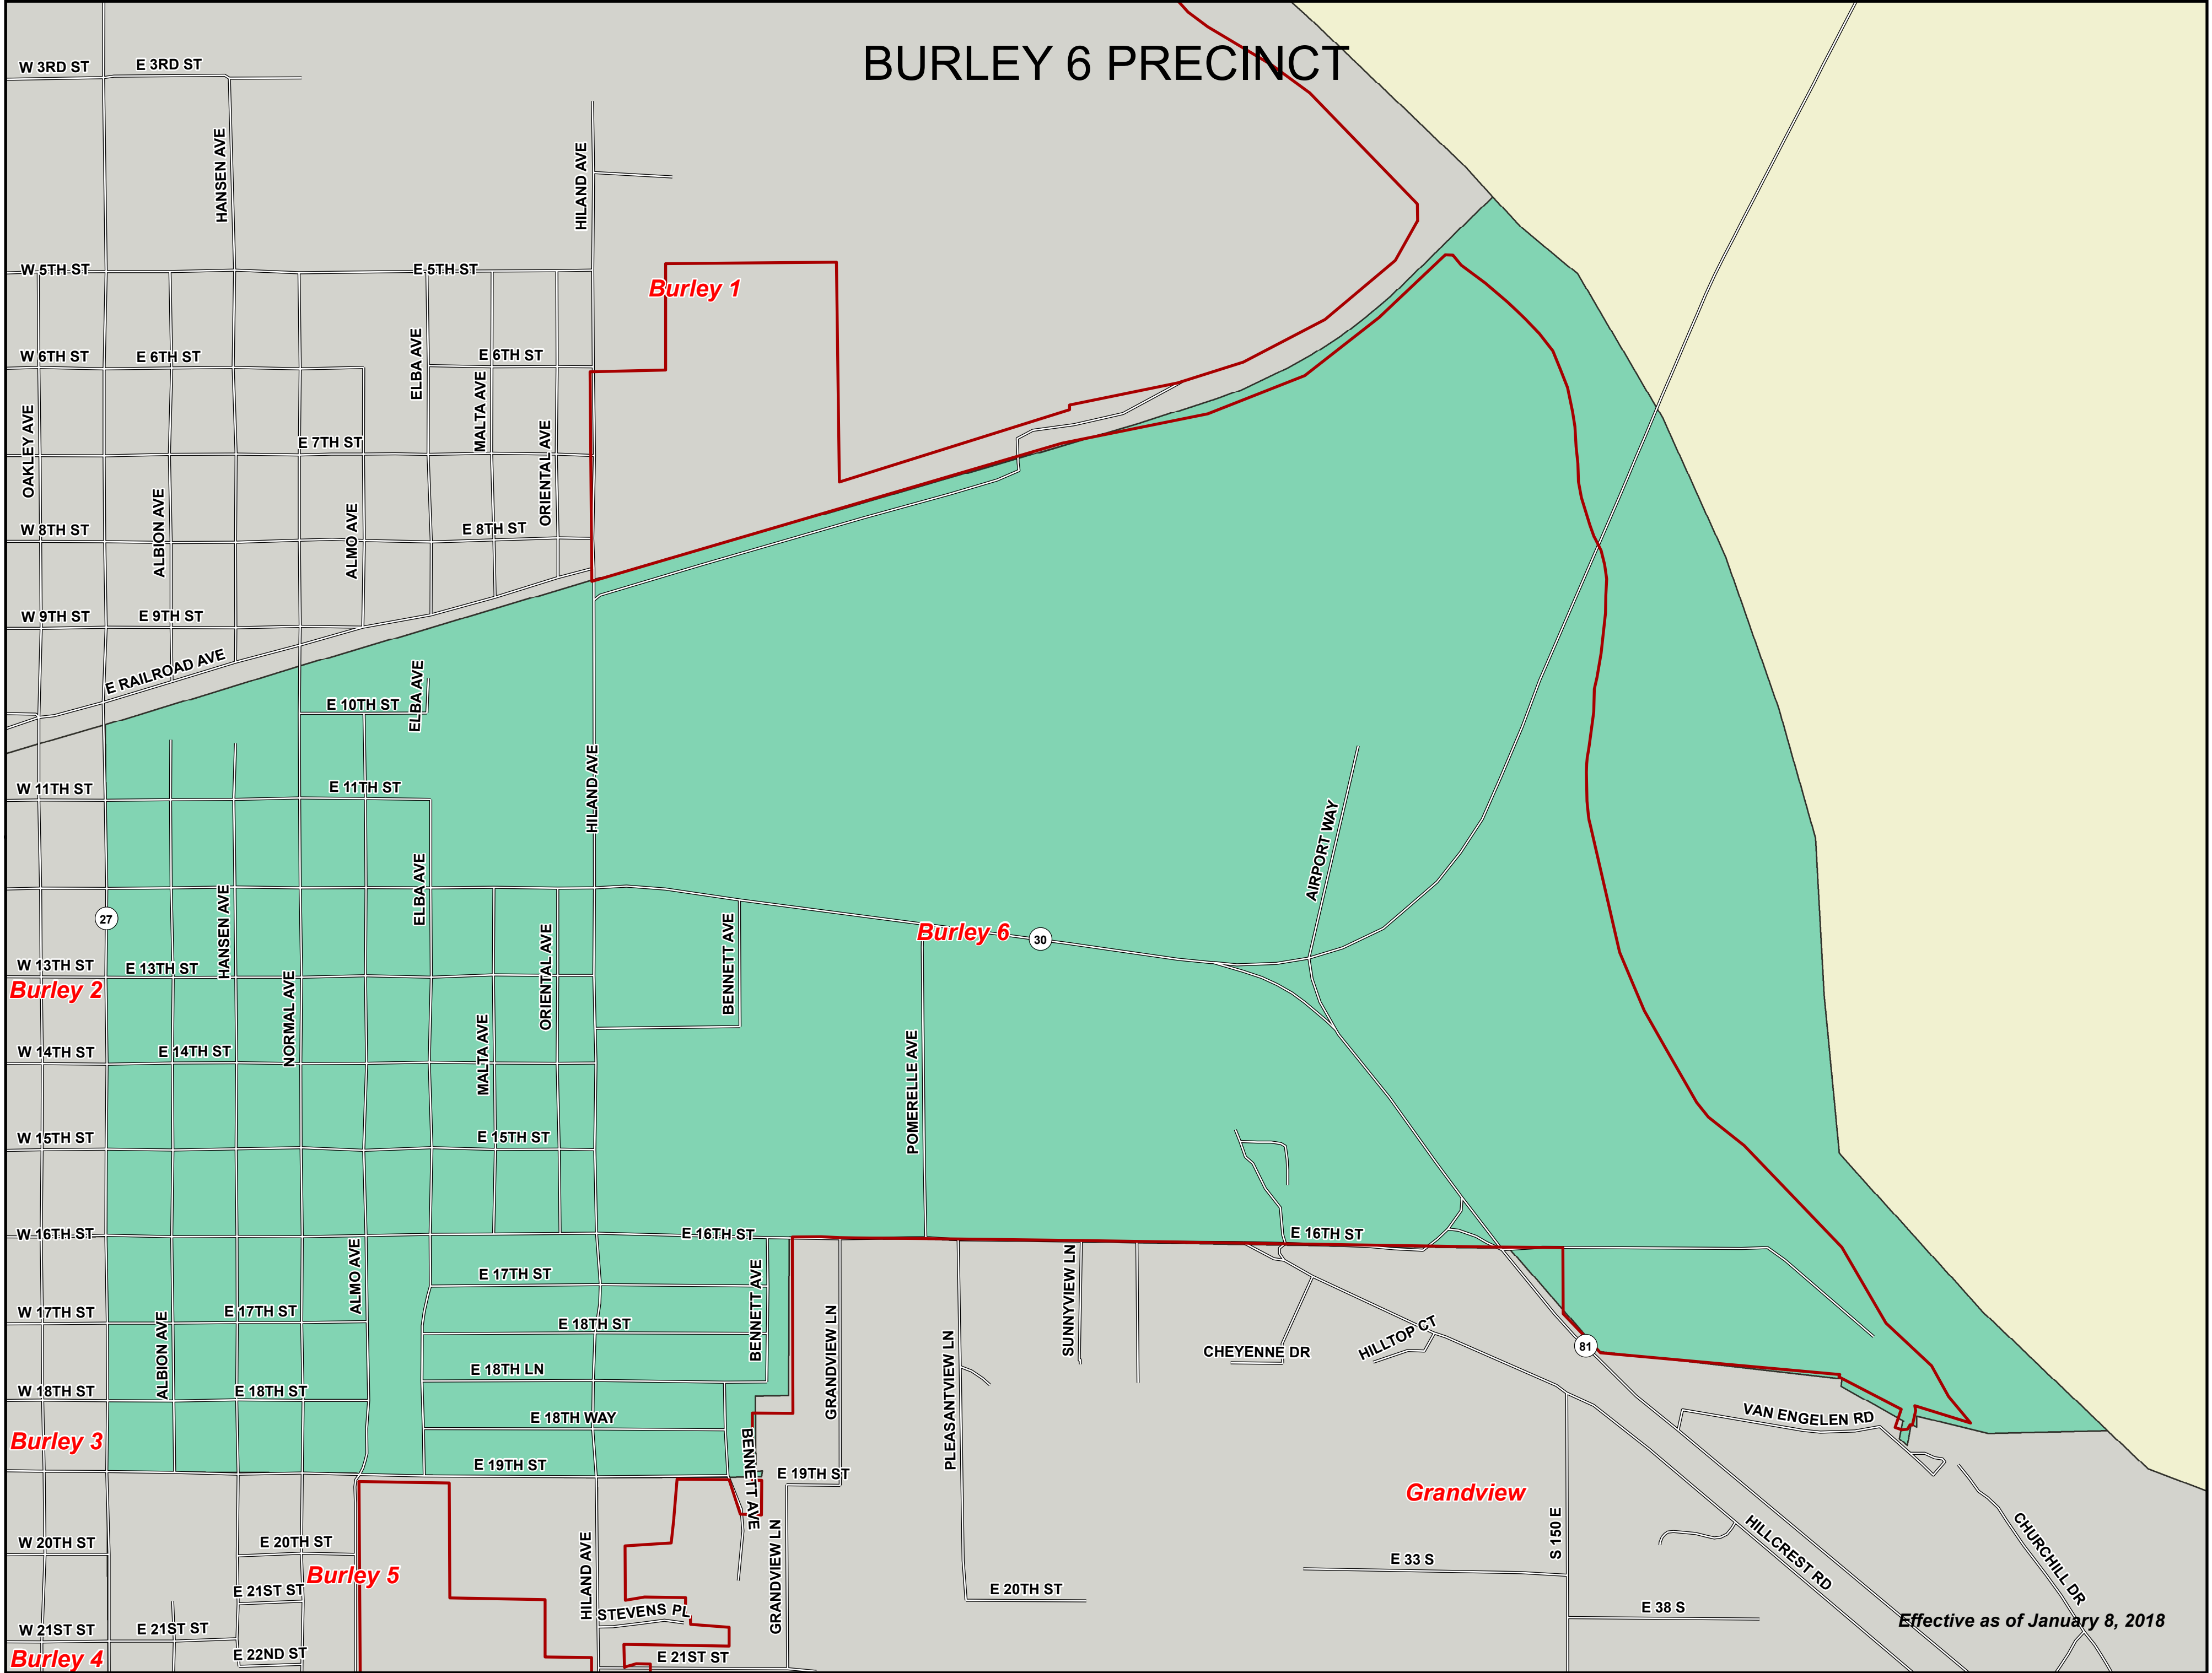 BURLEY 6 PRECINCT
W 3RD ST
E 3RD ST
HANSEN AVE
HILAND AVE
W 5TH ST
E 5TH ST
Burley 1
W 6TH ST
E 6TH ST
ELBA AVE
E 6TH ST
MALTA AVE
OAKLEY AVE
E 7TH ST
ORIENTAL AVE
ALBION AVE
ALMO AVE
W 8TH ST
E 8TH ST
W 9TH ST
E 9TH ST
E RAILROAD AVE
E 10TH ST
ELBA AVE
W 11TH ST
E 11TH ST
HILAND AVE
AIRPORT WAY
ELBA AVE
27
HANSEN AVE
BENNETT AVE
Burley 6
30
W 13TH ST
E 13TH ST
ORIENTAL AVE
Burley 2
NORMAL AVE
W 14TH ST
E 14TH ST
MALTA AVE
POMERELLE AVE
W 15TH ST
E 15TH ST
W 16TH ST
E 16TH ST
E 16TH ST
ALMO AVE
E 17TH ST
BENNETT AVE
SUNNYVIEW LN
W 17TH ST
E 17TH ST
E 18TH ST
GRANDVIEW LN
PLEASANTVIEW LN
CHEYENNE DR
HILLTOP CT
81
ALBION AVE
E 18TH LN
W 18TH ST
E 18TH ST
E 18TH WAY
VAN ENGELEN RD
Burley 3
E 19TH ST
BENNETT AVE
E 19TH ST
Grandview
W 20TH ST
E 20TH ST
HILAND AVE
GRANDVIEW LN
S 150 E
HILLCREST RD
CHURCHILL DR
E 33 S
Burley 5
E 21ST ST
E 20TH ST
STEVENS PL
E 38 S
W 21ST ST
E 21ST ST
Effective as of January 8, 2018
Burley 4
E 22ND ST
E 21ST ST